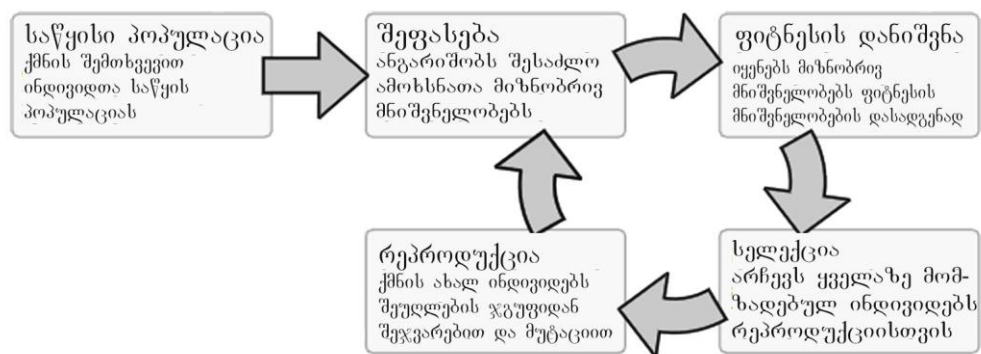 საწყისი პოპულაცია
ქმნის შემთხვევით
ინდივიდთა საწყის
პოპულაციას
შეფასება
ანგარიშობს შესაძლო
ამოხსნათა მიზნობრივ
მნიშვნელობებს
ფიტნესის დანიშვნა
იყენებს მიზნობრივ
მნიშვნელობებს ფიტნესის
მნიშვნელობების დასადგენად
სელექცია
არჩევს ყველაზე მომ-
ზადებულ ინდივიდებს
რეპროდუქციისთვის
რეპროდუქცია
ქმნის ახალ ინდივიდებს
შეუღლების ჯგუფიდან
შეჯვარებით და მუტაციით